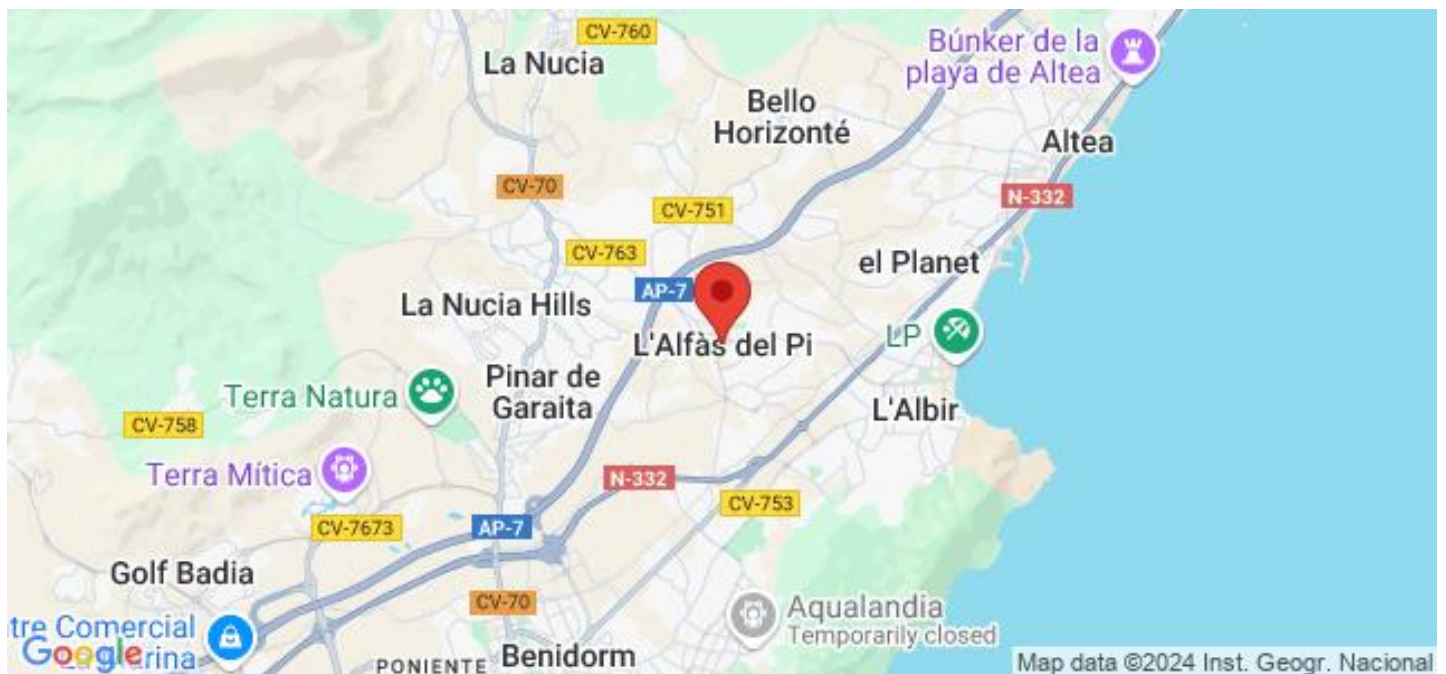 CV-760
La Nucia
Búnker de la
playa de Altea
Bello
Horizonté
Altea
CV-70
N-332
CV-751
CV-763
el Planet
AP-7
La Nucia Hills
L'Alfàs del Pi
LP
Pinar de
Garaita
Terra Natura
L'Albir
CV-758
Terra Mítica
N-332
CV-753
CV-7673
AP-7
Golf Badia
CV-70
Aqualandia
Temporarily closed
tre Comercial
Google
rina
PONIENTE
Benidorm
Map data ©2024 Inst. Geogr. Nacional